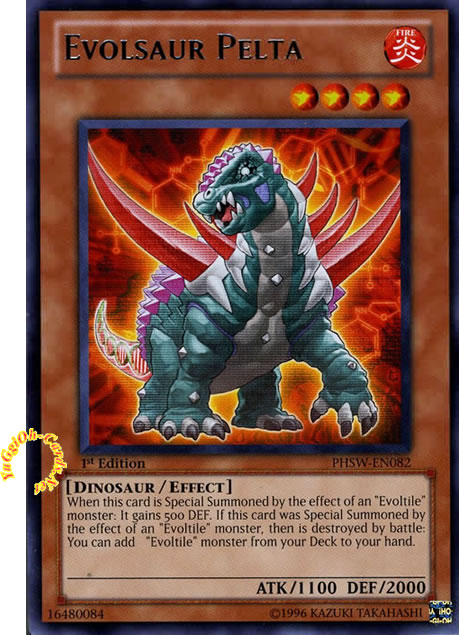 EVOLSAUR PELTA
FIRE
炎
1st Edition
PHSW-EN082
[DINOSAUR / EFFECT]
When this card is Special Summoned by the effect of an "Evoltile"
monster: It gains 500 DEF. If this card was Special Summoned by
the effect of an "Evoltile" monster, then is destroyed by battle:
You can add "Evoltile" monster from your Deck to your hand.
ATK/1100 DEF/2000
16480084
©1996 KAZUKI TAKAHASHI
YuGgiOh-Cards.Net